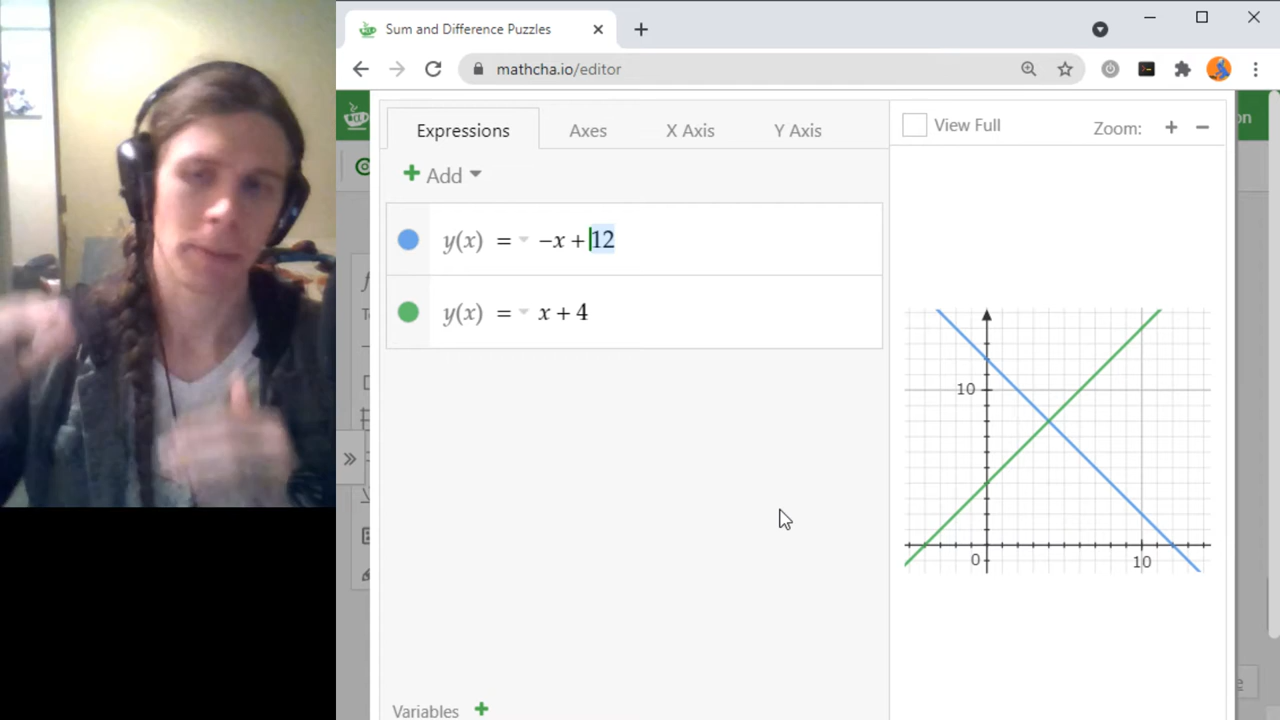 Sum and Difference Puzzles
mathcha.io/editor
Expressions
Axes
X Axis
Y Axis
View Full
Zoom: + −
+ Add
y(x) = −x + 12
y(x) = x + 4
10
0
10
on
Variables +